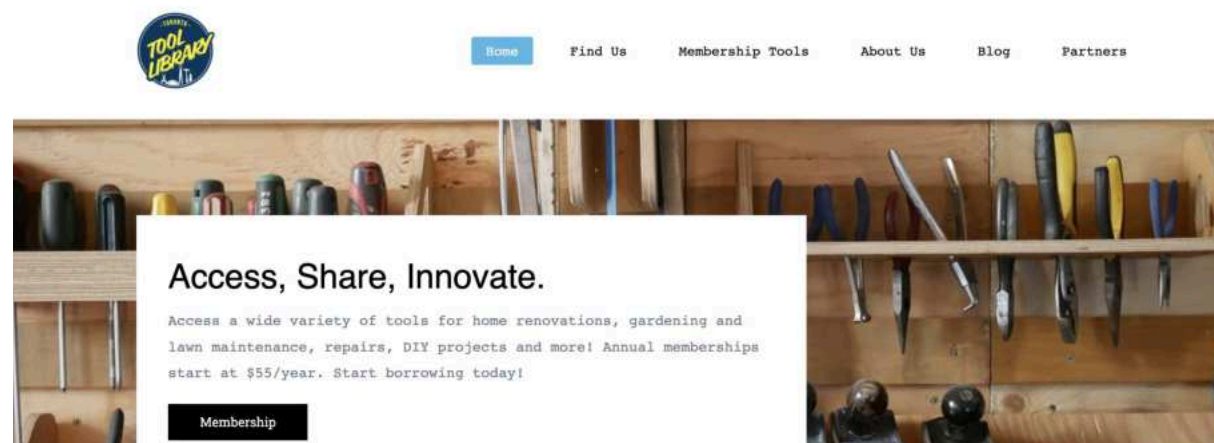 TORONTO
TOOL
LIBRARY
Home Find Us Membership Tools About Us Blog Partners
Access, Share, Innovate.
Access a wide variety of tools for home renovations, gardening and
lawn maintenance, repairs, DIY projects and more! Annual memberships
start at $55/year. Start borrowing today!
Membership